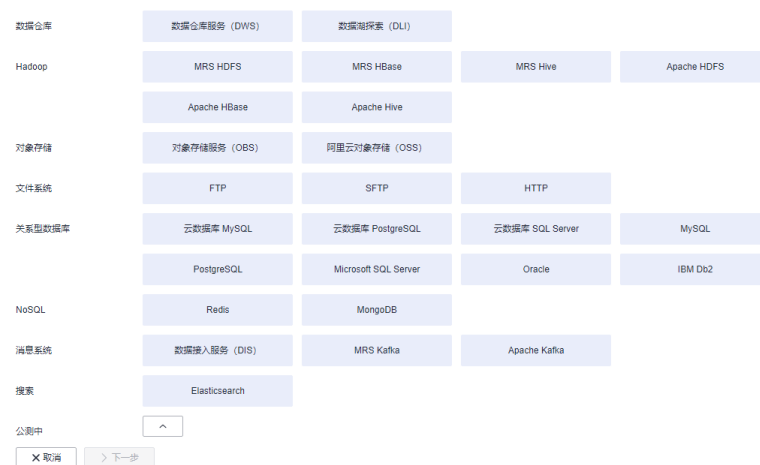 数据仓库 数据仓库服务（DWS） 数据湖探索（DLI）
Hadoop MRS HDFS MRS HBase MRS Hive Apache HDFS
Apache HBase Apache Hive
对象存储 对象存储服务（OBS） 阿里云对象存储（OSS）
文件系统 FTP SFTP HTTP
关系型数据库 云数据库 MySQL 云数据库 PostgreSQL 云数据库 SQL Server MySQL
PostgreSQL Microsoft SQL Server Oracle IBM Db2
NoSQL Redis MongoDB
消息系统 数据接入服务（DIS） MRS Kafka Apache Kafka
搜索 Elasticsearch
公测中
取消 下一步